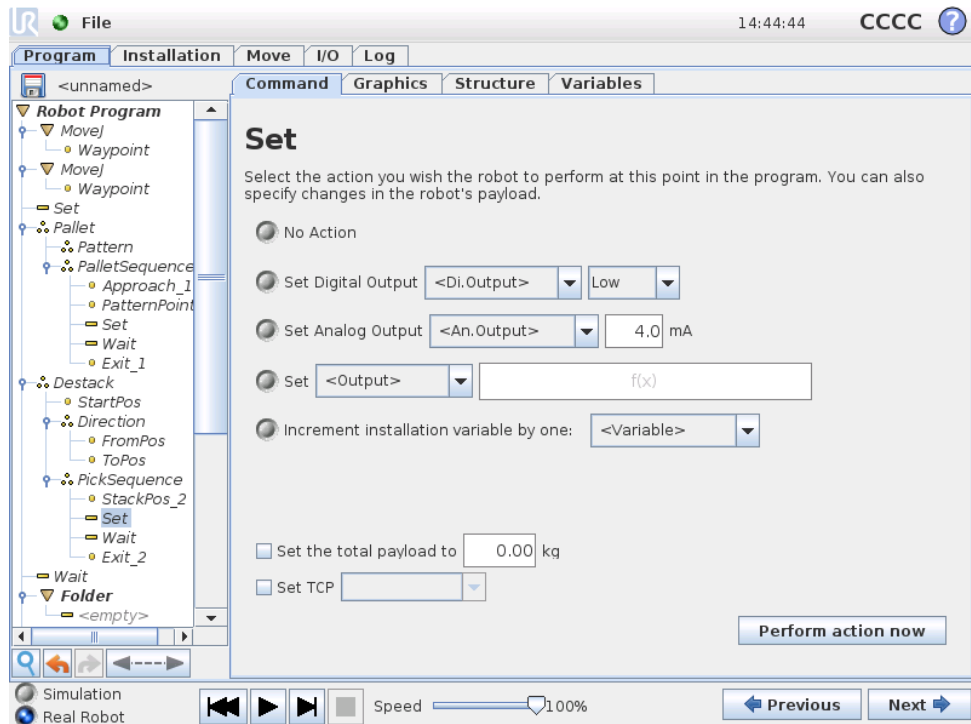 UR File 14:44:44 CCCC ?
Program Installation Move I/O Log
<unnamed>
Command Graphics Structure Variables
Robot Program
MoveJ
Waypoint
MoveJ
Waypoint
Set
Pallet
Pattern
PalletSequence
Approach_1
PatternPoint
Set
Wait
Exit_1
Destack
StartPos
Direction
FromPos
ToPos
PickSequence
StackPos_2
Set
Wait
Exit_2
Wait
Folder
<empty>
Set
Select the action you wish the robot to perform at this point in the program. You can also
specify changes in the robot's payload.
No Action
Set Digital Output <Di.Output> Low
Set Analog Output <An.Output> 4.0 mA
Set <Output> f(x)
Increment installation variable by one: <Variable>
Set the total payload to 0.00 kg
Set TCP
Perform action now
Simulation
Real Robot
Speed 100%
Previous Next